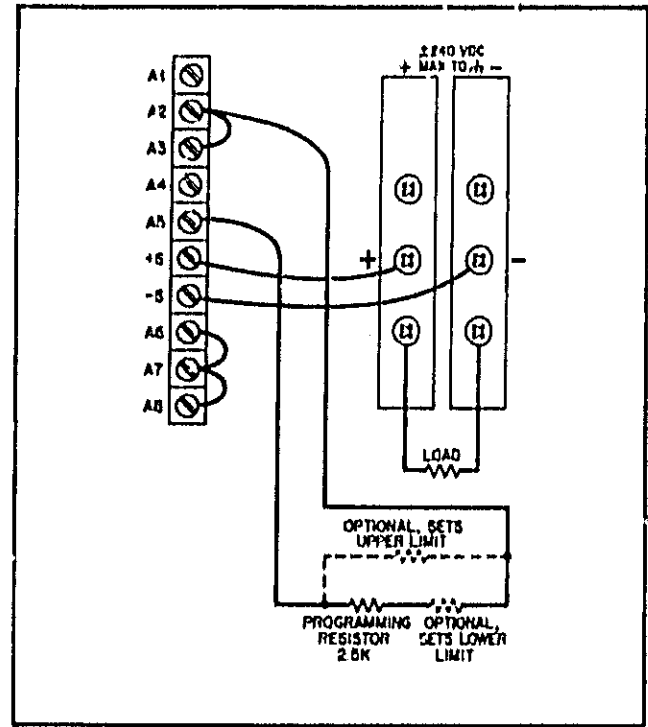 ±240 VDC
+ MAX TO ⏚ -
A1
A2
A3
A4
A5
+S
-S
A6
A7
A8
+
-
LOAD
OPTIONAL, SETS
UPPER LIMIT
PROGRAMMING
RESISTOR
2.5K
OPTIONAL,
SETS LOWER
LIMIT